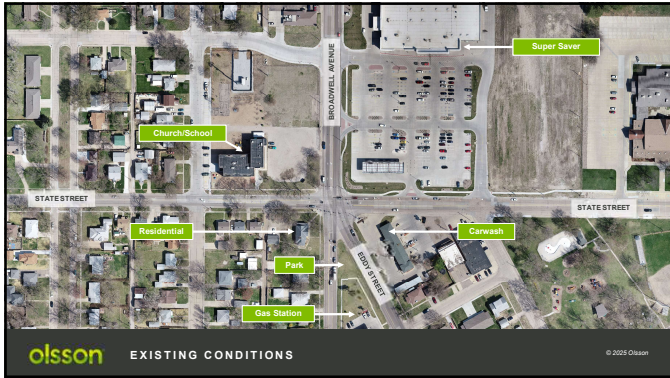 Super Saver
BROADWELL AVENUE
Church/School
STATE STREET
STATE STREET
Residential
Carwash
Park
EDDY STREET
Gas Station
olsson
EXISTING CONDITIONS
© 2025 Olsson